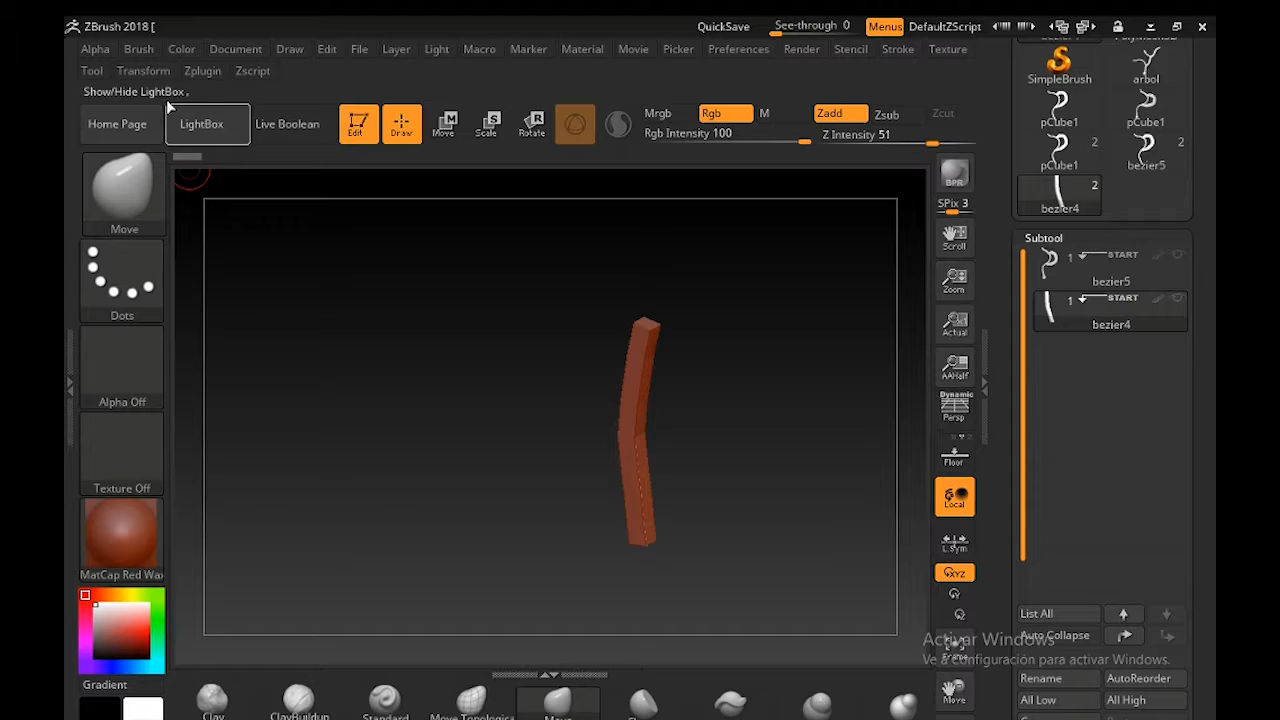 ZBrush 2018 [
QuickSave
See-through 0
Menus
DefaultZScript
Alpha Brush Color Document Draw Edit File Layer Light Macro Marker Material Movie Picker Preferences Render Stencil Stroke Texture
Tool Transform Zplugin Zscript
Show/Hide LightBox ,
Home Page
LightBox
Live Boolean
Edit
Draw
Move
Scale
Rotate
Mrgb
Rgb
M
Rgb Intensity 100
Zadd
Zsub
Zcut
Z Intensity 51
Move
Dots
Alpha Off
Texture Off
MatCap Red Wax
Gradient
BPR
SPix 3
Scroll
Zoom
Actual
AAHalf
Dynamic
Persp
Floor
Local
L.Sym
XYZ
Frame
Move
SimpleBrush
arbol
pCube1
pCube1
2
pCube1
2
bezier5
2
bezier4
Subtool
1 START
bezier5
1 START
bezier4
List All
Auto Collapse
Rename
AutoReorder
All Low
All High
Activar Windows
Ve a Configuración para activar Windows.
Clay
ClayBuildup
Standard
Move Topological
Move